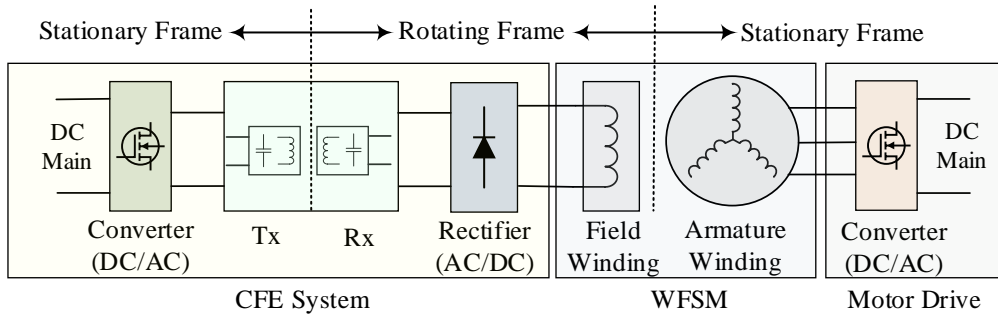 Stationary Frame
Rotating Frame
Stationary Frame
DC
Main
Converter
(DC/AC)
Tx
Rx
Rectifier
(AC/DC)
Field
Winding
Armature
Winding
Converter
(DC/AC)
DC
Main
CFE System
WFSM
Motor Drive